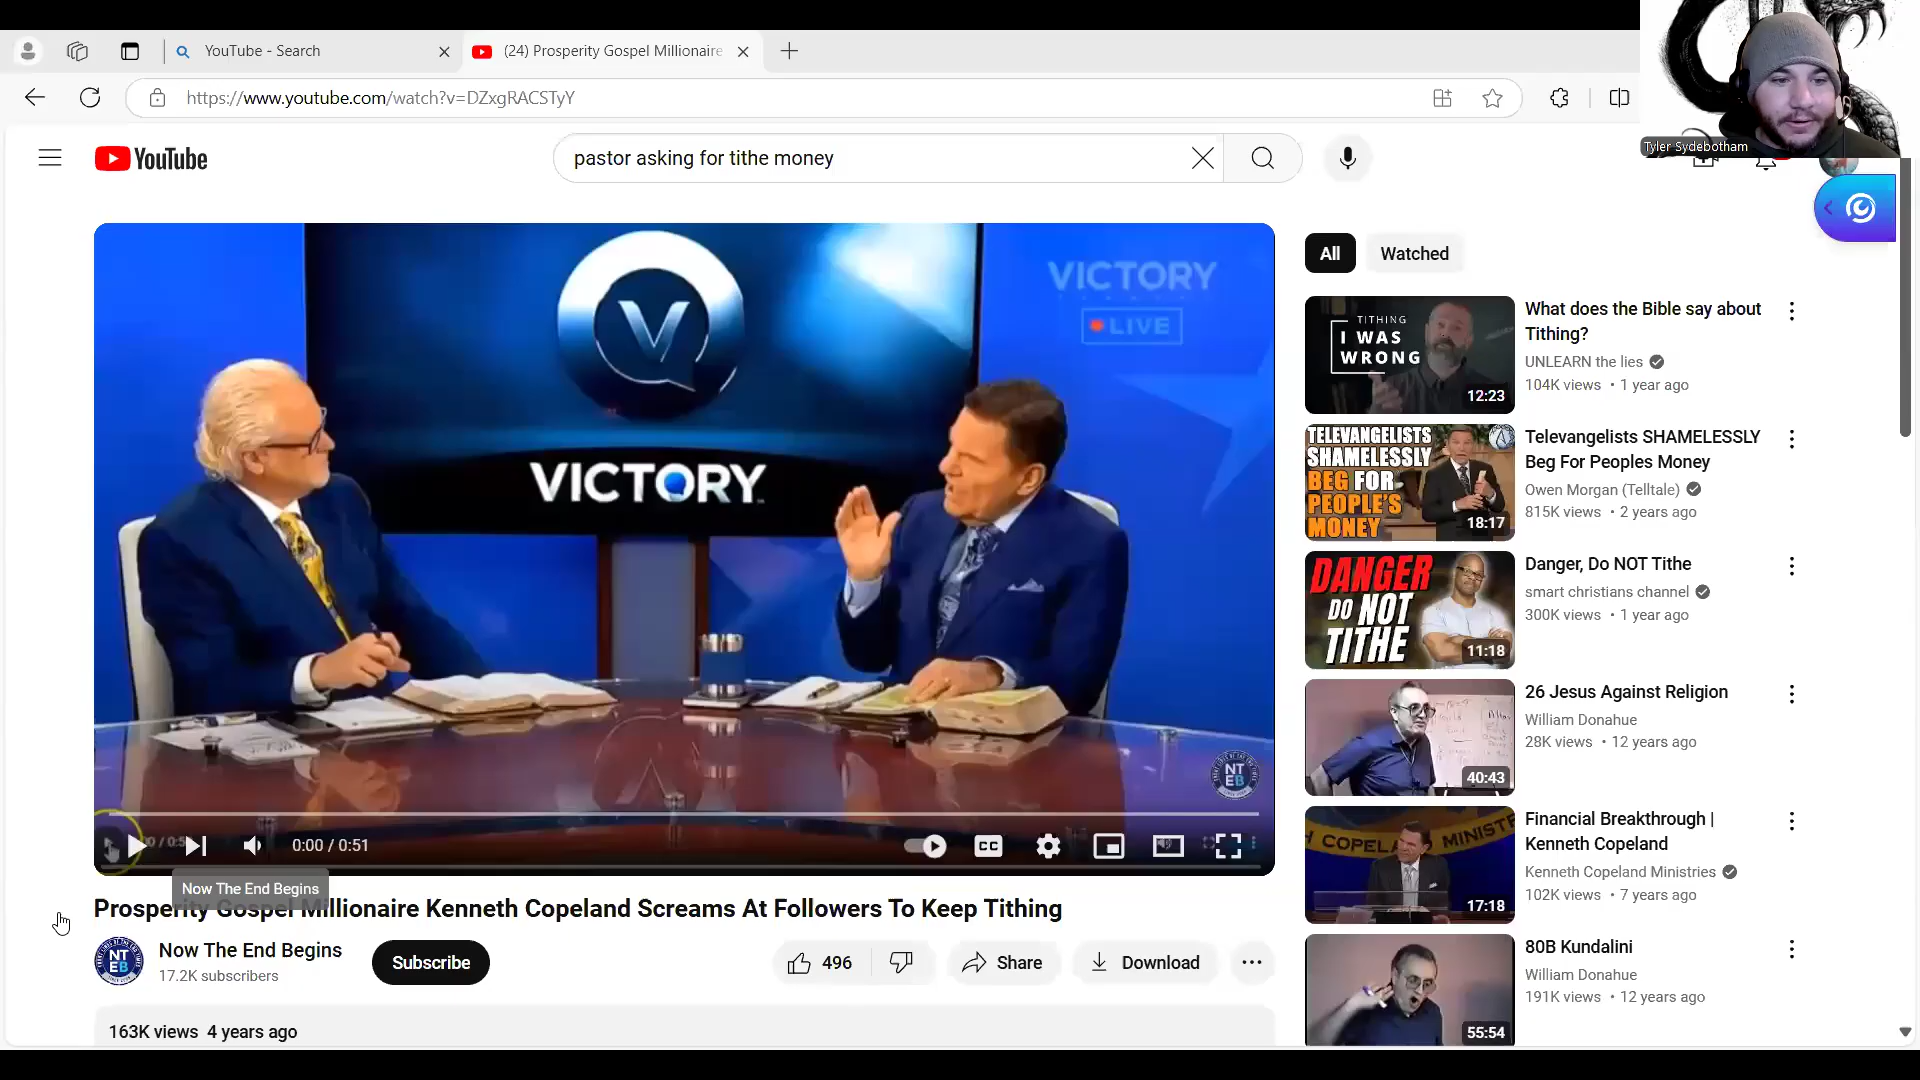 YouTube - Search
(24) Prosperity Gospel Millionaire
https://www.youtube.com/watch?v=DZxgRACSTyY
Tyler Sydebotham
YouTube
pastor asking for tithe money
VICTORY
LIVE
V
VICTORY
NT
EB
0:00 / 0:51
CC
Now The End Begins
Prosperity Gospel Millionaire Kenneth Copeland Screams At Followers To Keep Tithing
NT
EB
Now The End Begins
17.2K subscribers
Subscribe
496
Share
Download
163K views 4 years ago
All
Watched
TITHING
I WAS
WRONG
12:23
What does the Bible say about
Tithing?
UNLEARN the lies
104K views • 1 year ago
TELEVANGELISTS
SHAMELESSLY
BEG FOR
PEOPLE'S
MONEY
18:17
Televangelists SHAMELESSLY
Beg For Peoples Money
Owen Morgan (Telltale)
815K views • 2 years ago
DANGER
DO NOT
TITHE
11:18
Danger, Do NOT Tithe
smart christians channel
300K views • 1 year ago
40:43
26 Jesus Against Religion
William Donahue
28K views • 12 years ago
H COPELAND MINIST
17:18
Financial Breakthrough |
Kenneth Copeland
Kenneth Copeland Ministries
102K views • 7 years ago
55:54
80B Kundalini
William Donahue
191K views • 12 years ago